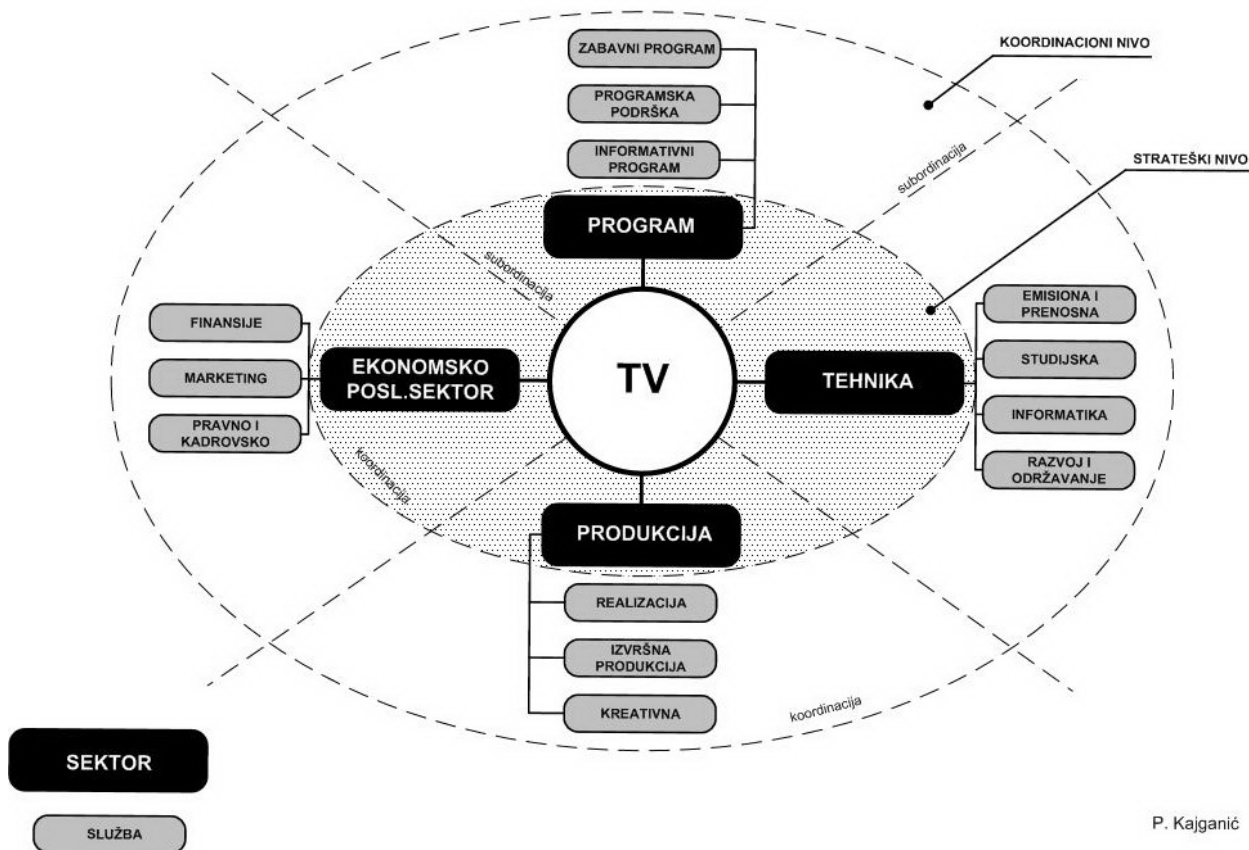 ZABAVNI PROGRAM
PROGRAMSKA
PODRŠKA
INFORMATIVNI
PROGRAM
KOORDINACIONI NIVO
STRATEŠKI NIVO
subordinacija
subordinacija
PROGRAM
FINANSIJE
MARKETING
PRAVNO I
KADROVSKO
EKONOMSKO
POSL.SEKTOR
TV
TEHNIKA
EMISIONA I
PRENOSNA
STUDIJSKA
INFORMATIKA
RAZVOJ I
ODRŽAVANJE
koordinacija
PRODUKCIJA
REALIZACIJA
IZVRŠNA
PRODUKCIJA
KREATIVNA
koordinacija
SEKTOR
SLUŽBA
P. Kajganić